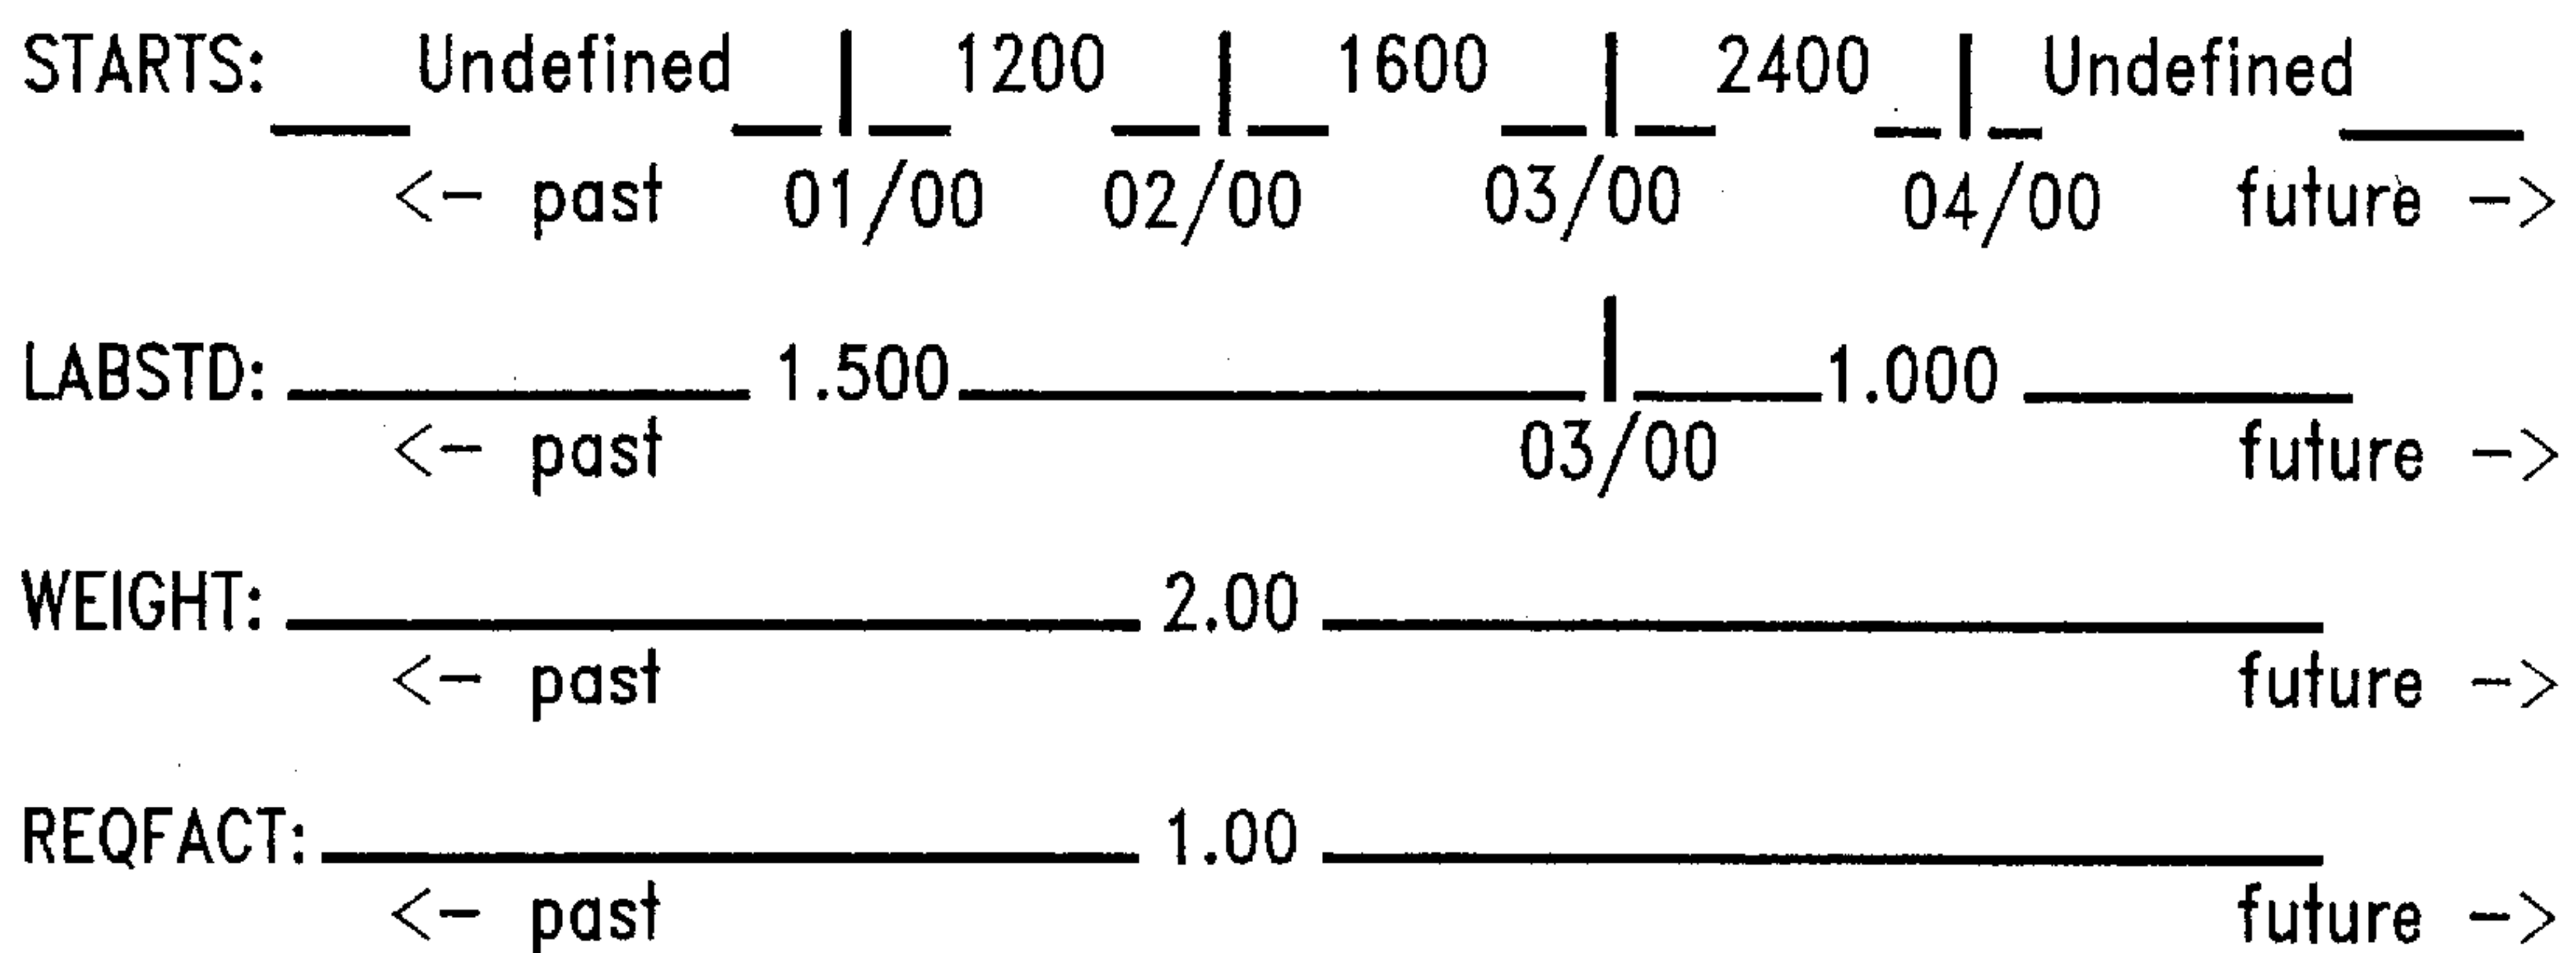 STARTS: Undefined 1200 1600 2400 Undefined
<- past 01/00 02/00 03/00 04/00 future ->
LABSTD: 1.500 1.000
<- past 03/00 future ->
WEIGHT: 2.00
<- past future ->
REQFACT: 1.00
<- past future ->